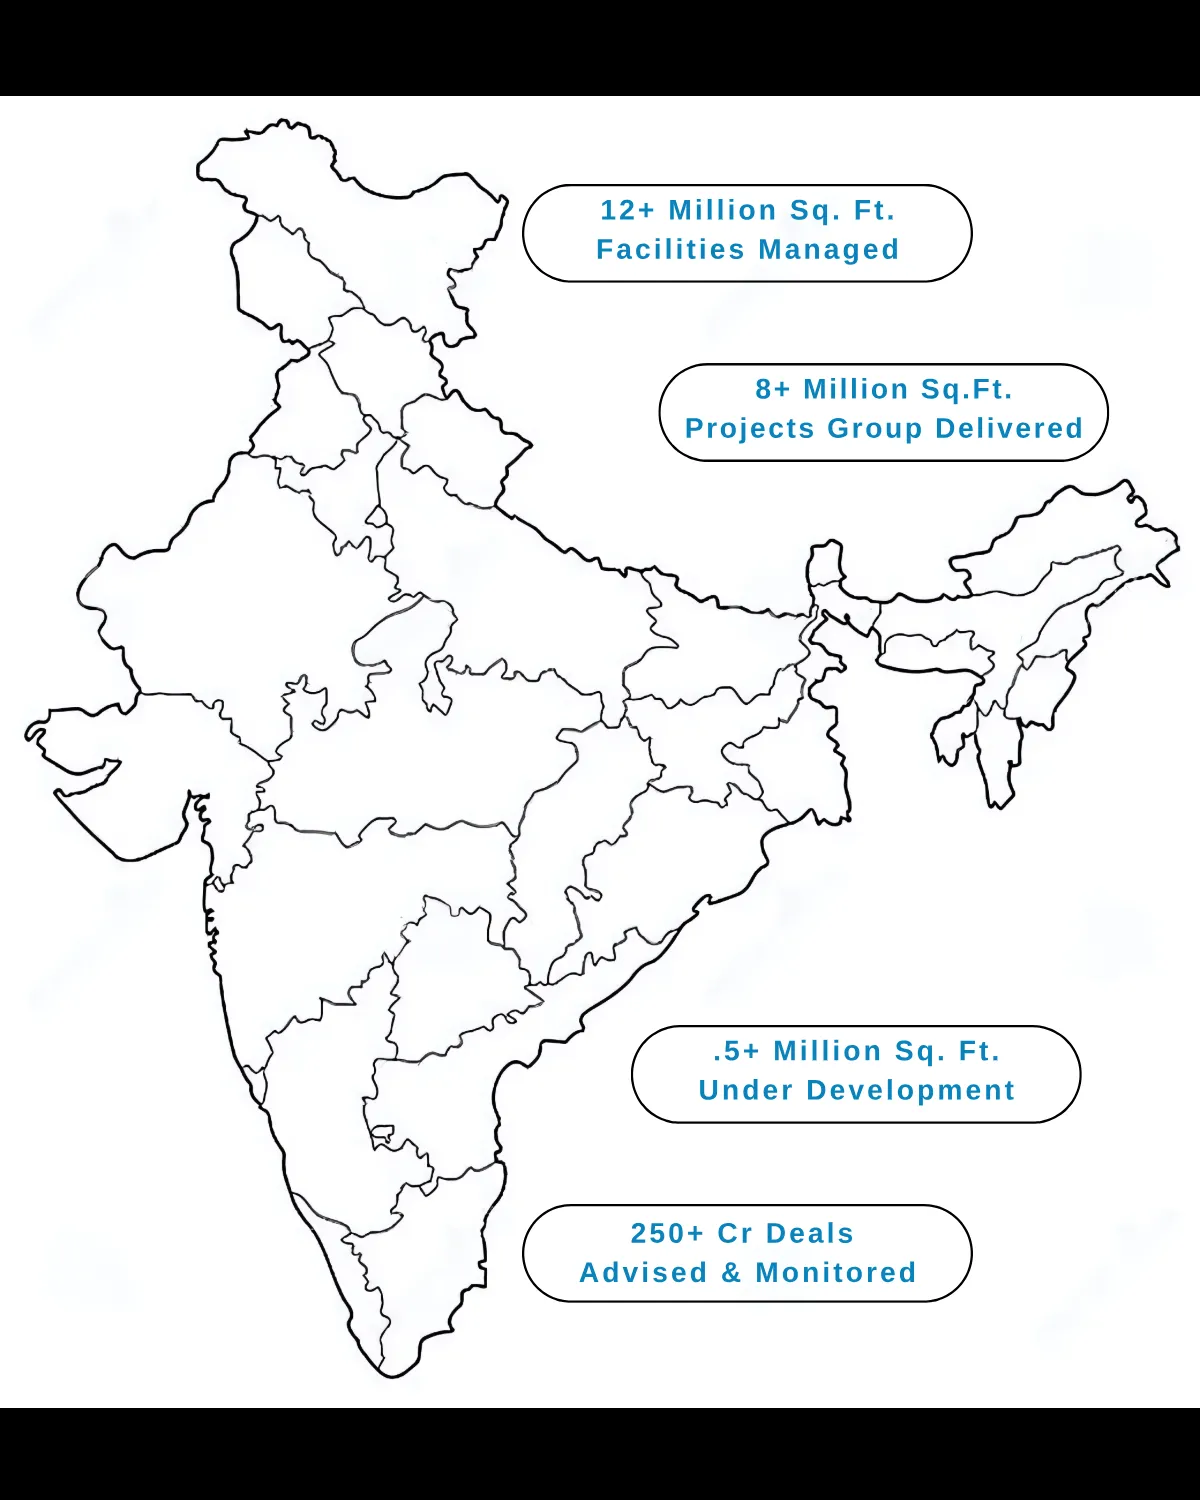 12+ Million Sq. Ft.
Facilities Managed
8+ Million Sq.Ft.
Projects Group Delivered
.5+ Million Sq. Ft.
Under Development
250+ Cr Deals
Advised & Monitored